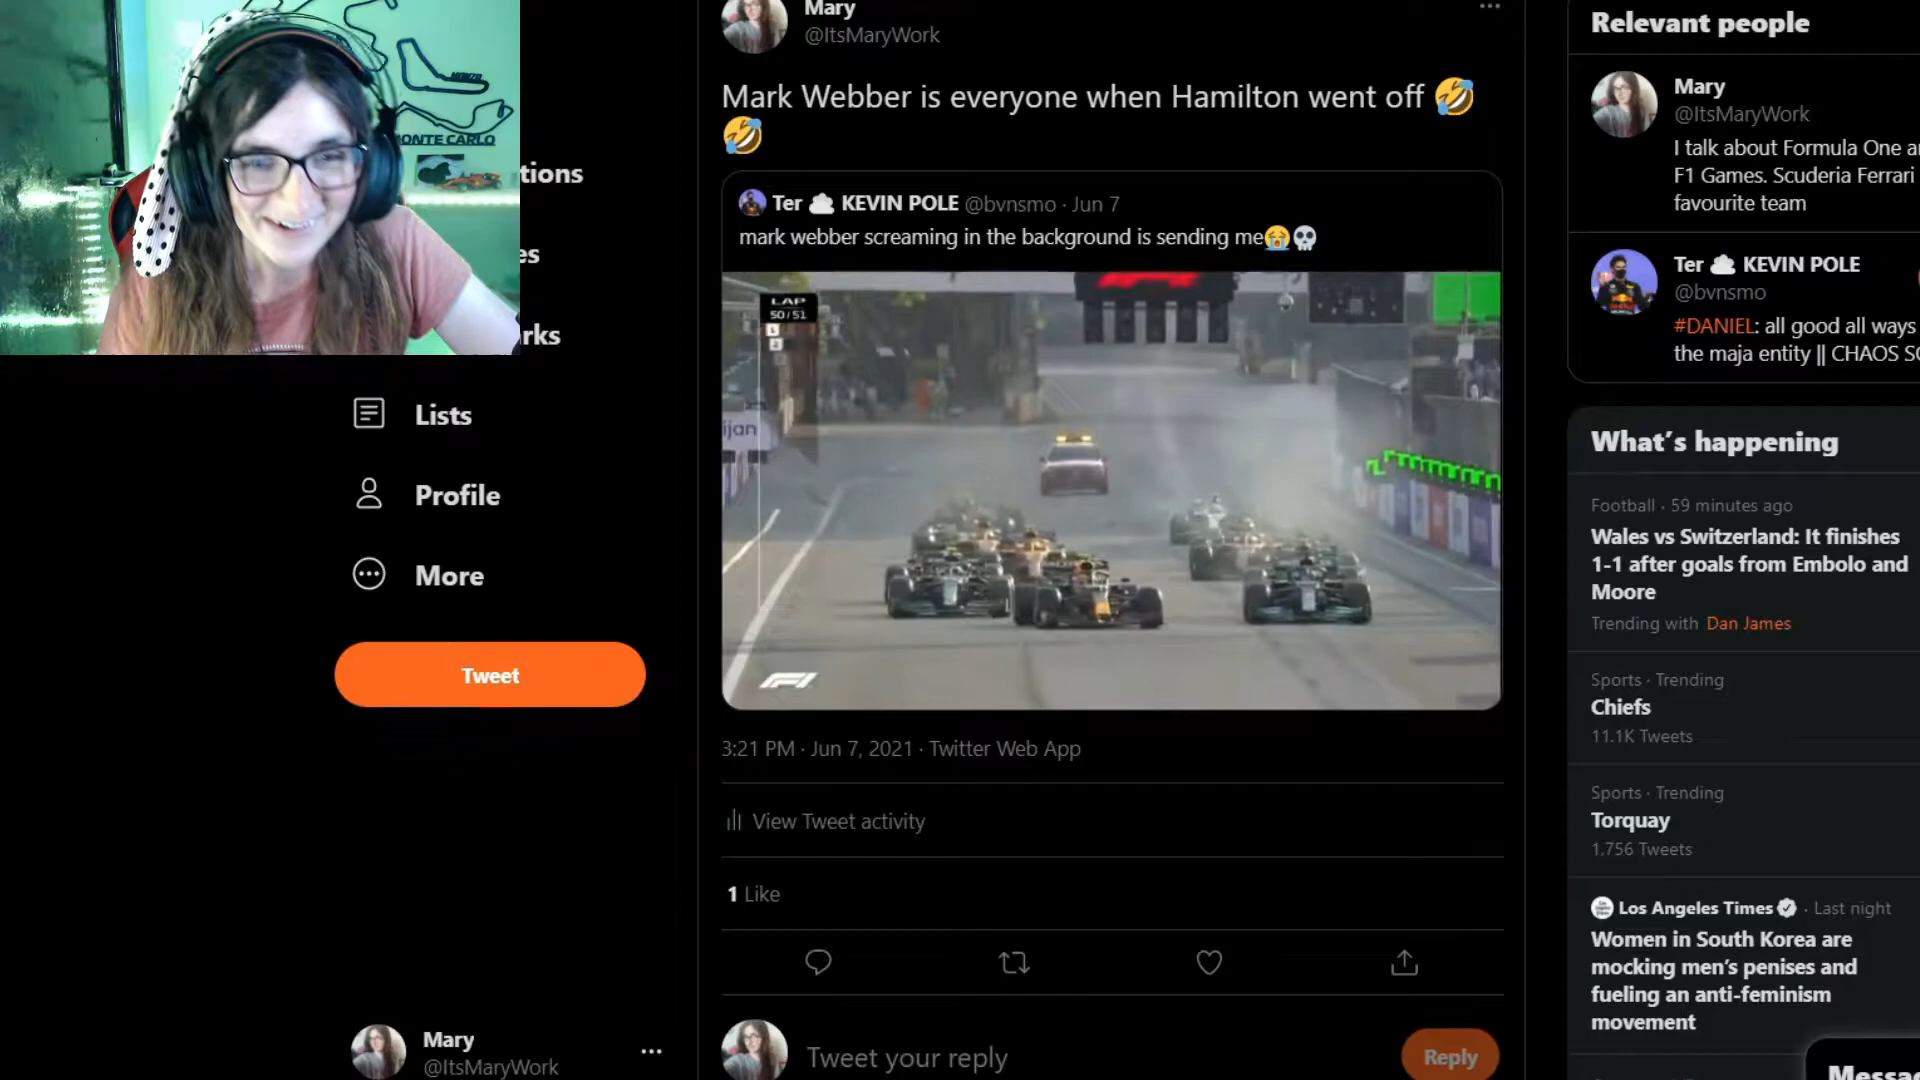 MONZA
MONTE CARLO
tions
es
rks
Lists
Profile
More
Tweet
Mary
@ItsMaryWork
Mary
@ItsMaryWork
Mark Webber is everyone when Hamilton went off 🤣
🤣
Ter ☁ KEVIN POLE @bvnsmo · Jun 7
mark webber screaming in the background is sending me😭💀
LAP
50/51
1
2
ijan
F1
3:21 PM · Jun 7, 2021 · Twitter Web App
View Tweet activity
1 Like
Tweet your reply
Reply
Relevant people
Mary
@ItsMaryWork
I talk about Formula One a
F1 Games. Scuderia Ferrari
favourite team
Ter ☁ KEVIN POLE
@bvnsmo
#DANIEL: all good all ways
the maja entity || CHAOS S
What's happening
Football · 59 minutes ago
Wales vs Switzerland: It finishes
1-1 after goals from Embolo and
Moore
Trending with Dan James
Sports · Trending
Chiefs
11.1K Tweets
Sports · Trending
Torquay
1,756 Tweets
Los Angeles Times · Last night
Women in South Korea are
mocking men's penises and
fueling an anti-feminism
movement
Messa